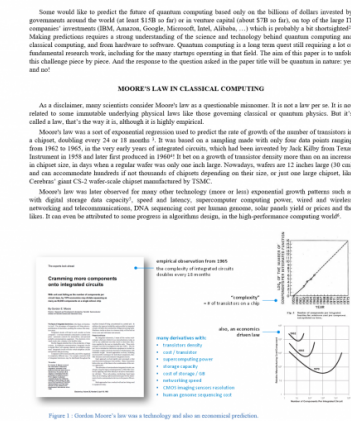 Some would like to predict the future of quantum computing based only on the billions of dollars invested by
governments around the world (at least $15B so far) or in venture capital (about $7B so far), on top of the large IT
companies' investments (IBM, Amazon, Google, Microsoft, Intel, Alibaba, …) which is probably a bit shortsighted
Making predictions requires a strong understanding of the science and technology behind quantum computing and
classical computing, and from hardware to software. Quantum computing is a long term quest still requiring a lot of
fundamental research work, including for the many startups operating in that field. The aim of this paper is to unfold
this challenge piece by piece. And the response to the question asked in the paper title will be quantum in nature: yes
and no!
MOORE'S LAW IN CLASSICAL COMPUTING
As a disclaimer, many scientists consider Moore's law as a questionable misnomer. It is not a law per se. It is not
related to some immutable underlying physical laws like those governing classical or quantum physics. But it's
called a law, that's the way it is, although it is highly empirical.
Moore's law was a sort of exponential regression used to predict the rate of growth of the number of transistors in
a chipset, doubling every 24 or 18 months. It was based on a sampling made with only four data points ranging
from 1962 to 1965, in the very early years of integrated circuits, which had been invented by Jack Kilby from Texas
Instrument in 1958 and later first produced in 1960! It bet on a growth of transistor density more than on an increase
in chipset size, in days when a regular wafer was only one inch large. Nowadays, wafers are 12 inches large (30 cm)
and can accommodate hundreds if not thousands of chipsets depending on their size, or just one large chipset, like
Cerebras' giant CS-2 wafer-scale chipset manufactured by TSMC.
Moore's law was later observed for many other technology (more or less) exponential growth patterns such as
with digital storage data capacity, speed and latency, supercomputer computing power, wired and wireless
networking and telecommunications, DNA sequencing cost per human genome, solar panels yield or prices and the
likes. It can even be attributed to some progress in algorithms design, in the high-performance computing world.
empirical observation from 1965
the complexity of integrated circuits
doubles every 18 months
Cramming more components
onto integrated circuits
"complexity"
= # of transistors on a chip
also, an economics
driven law
many derivatives with:
transistors density
cost / transistor
supercomputing power
storage capacity
cost of storage / GB
networking speed
CMOS imaging sensors resolution
human genomes sequencing cost
Figure 1 : Gordon Moore's law was a technology and also an economical prediction.